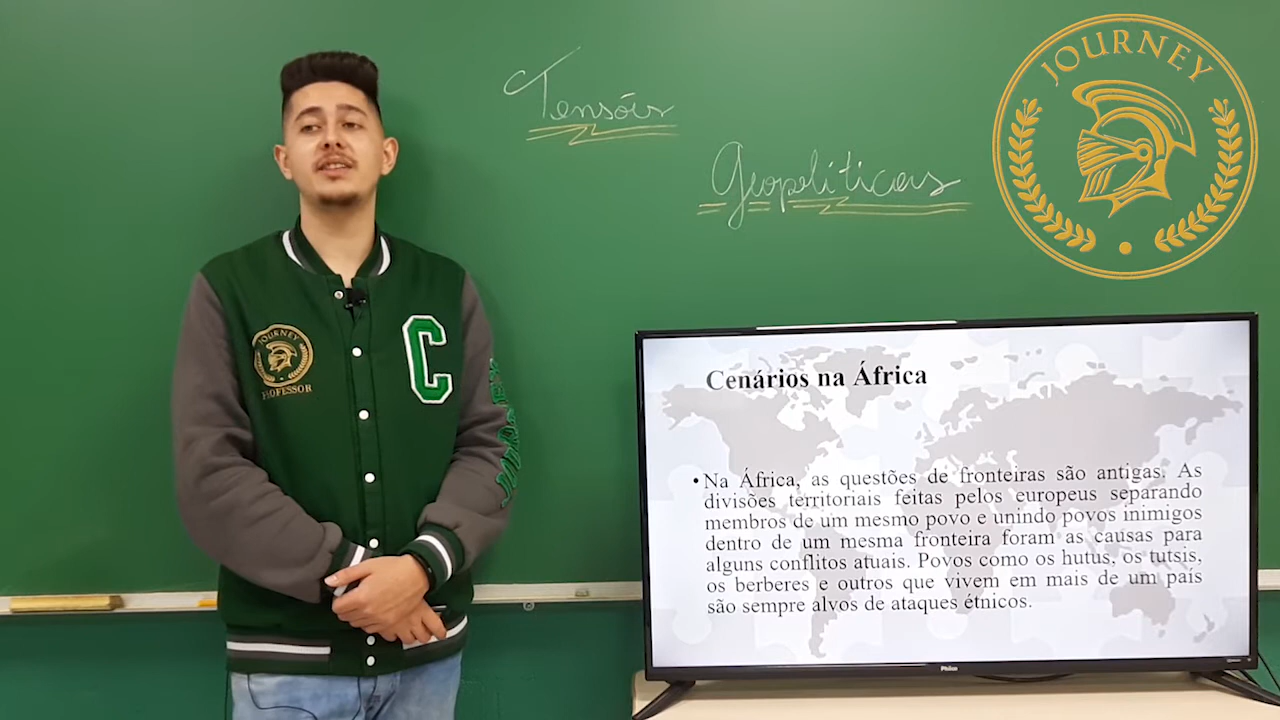 Tensões
Geopolíticas
JOURNEY
JOURNEY
PROFESSOR
C
Cenários na África
• Na África, as questões de fronteiras são antigas. As
divisões territoriais feitas pelos europeus separando
membros de um mesmo povo e unindo povos inimigos
dentro de um mesma fronteira foram as causas para
alguns conflitos atuais. Povos como os hutus, os tutsis,
os berberes e outros que vivem em mais de um país
são sempre alvos de ataques étnicos.
Philco